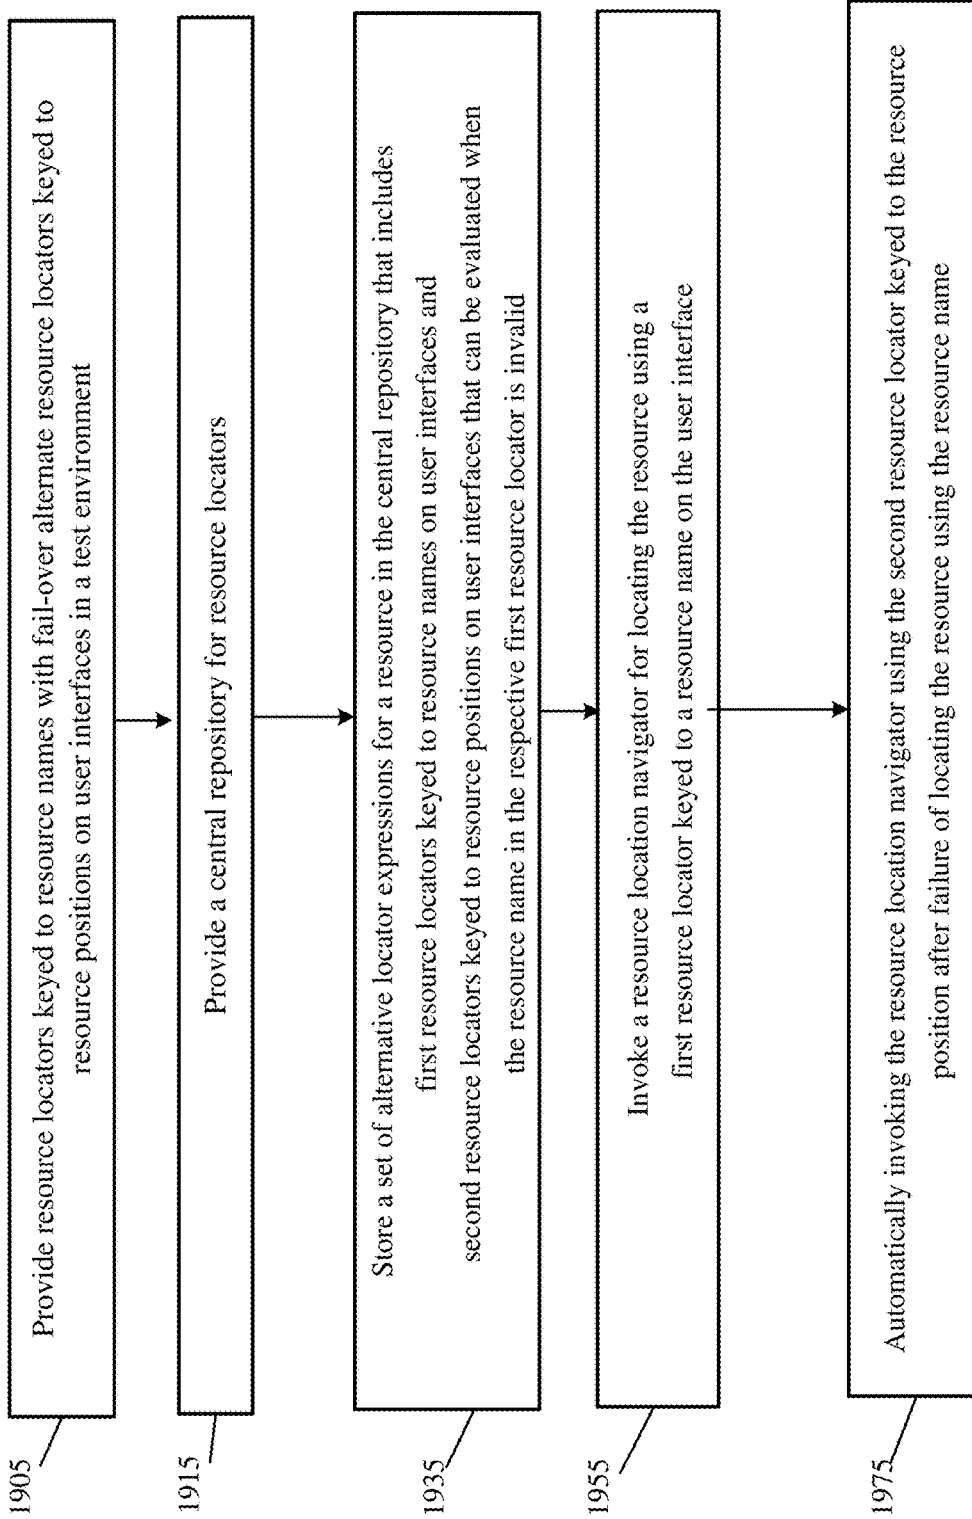 1905
Provide resource locators keyed to resource names with fail-over alternate resource locators keyed to
resource positions on user interfaces in a test environment
1915
Provide a central repository for resource locators
1935
Store a set of alternative locator expressions for a resource in the central repository that includes
first resource locators keyed to resource names on user interfaces and
second resource locators keyed to resource positions on user interfaces that can be evaluated when
the resource name in the respective first resource locator is invalid
1955
Invoke a resource location navigator for locating the resource using a
first resource locator keyed to a resource name on the user interface
1975
Automatically invoking the resource location navigator using the second resource locator keyed to the resource
position after failure of locating the resource using the resource name